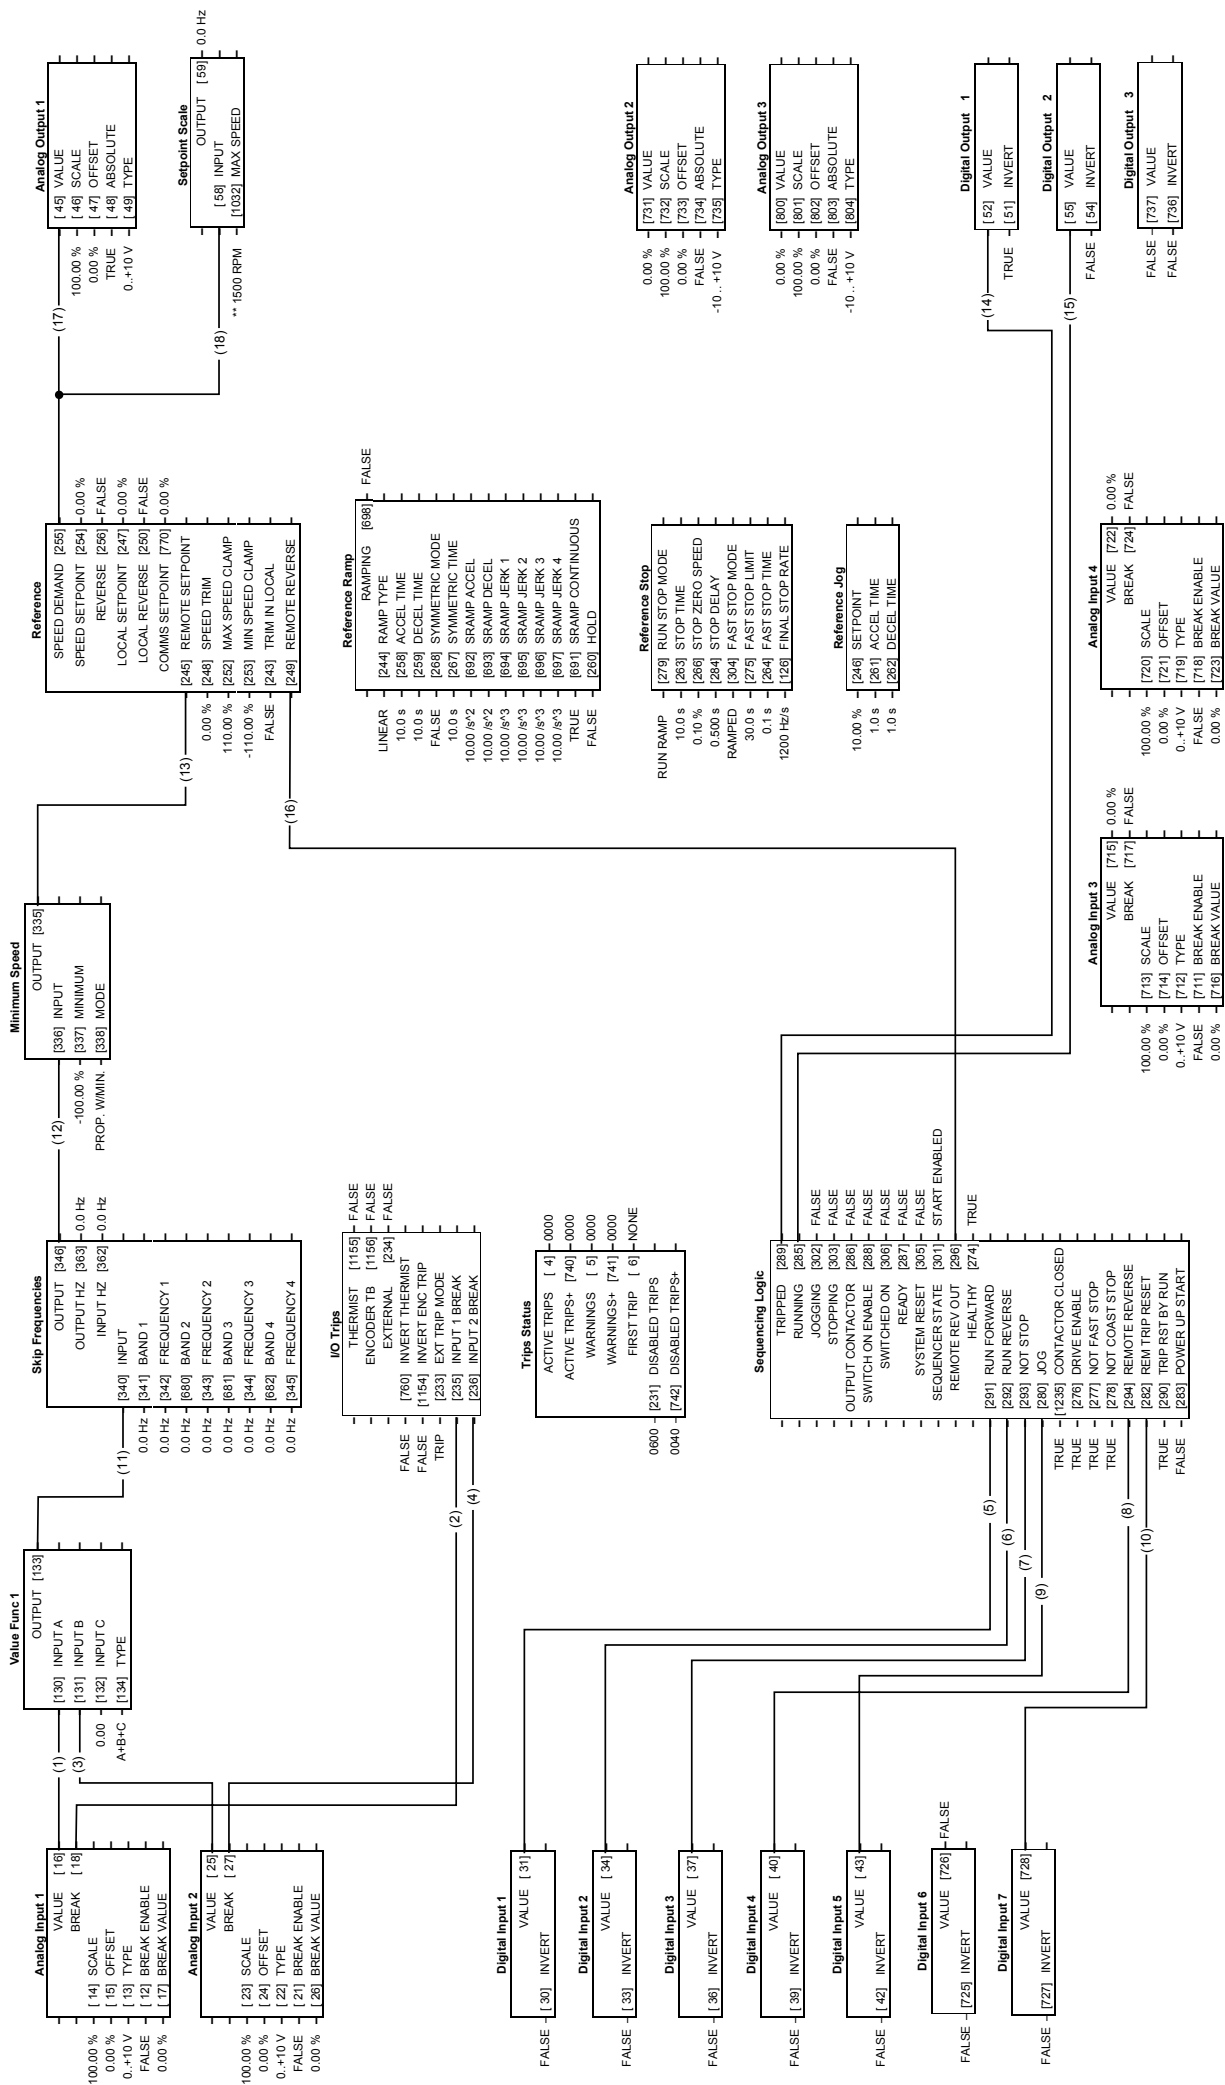 Analog Input 1
VALUE [ 16]
BREAK [ 18]
100.00 % [ 14] SCALE
0.00 % [ 15] OFFSET
0..+10 V [ 13] TYPE
FALSE [ 12] BREAK ENABLE
0.00 % [ 17] BREAK VALUE
Analog Input 2
VALUE [ 25]
BREAK [ 27]
100.00 % [ 23] SCALE
0.00 % [ 24] OFFSET
0..+10 V [ 22] TYPE
FALSE [ 21] BREAK ENABLE
0.00 % [ 26] BREAK VALUE
Digital Input 1
VALUE [ 31]
FALSE [ 30] INVERT
Digital Input 2
VALUE [ 34]
FALSE [ 33] INVERT
Digital Input 3
VALUE [ 37]
FALSE [ 36] INVERT
Digital Input 4
VALUE [ 40]
FALSE [ 39] INVERT
Digital Input 5
VALUE [ 43]
FALSE [ 42] INVERT
Digital Input 6
VALUE [726] FALSE
FALSE [725] INVERT
Digital Input 7
VALUE [728]
FALSE [727] INVERT
(1)
(3)
Value Func 1
OUTPUT [133]
[130] INPUT A
[131] INPUT B
0.00 [132] INPUT C
A+B+C [134] TYPE
(11)
(2)
(4)
(5)
(6)
(7)
(9)
(8)
(10)
Skip Frequencies
OUTPUT [346]
OUTPUT HZ [363] 0.0 Hz
INPUT HZ [362] 0.0 Hz
[340] INPUT
0.0 Hz [341] BAND 1
0.0 Hz [342] FREQUENCY 1
0.0 Hz [680] BAND 2
0.0 Hz [343] FREQUENCY 2
0.0 Hz [681] BAND 3
0.0 Hz [344] FREQUENCY 3
0.0 Hz [682] BAND 4
0.0 Hz [345] FREQUENCY 4
I/O Trips
THERMIST [1155] FALSE
ENCODER TB [1156] FALSE
EXTERNAL [234] FALSE
FALSE [760] INVERT THERMIST
FALSE [1154] INVERT ENC TRIP
TRIP [233] EXT TRIP MODE
[235] INPUT 1 BREAK
[236] INPUT 2 BREAK
Trips Status
ACTIVE TRIPS [ 4] 0000
ACTIVE TRIPS+ [740] 0000
WARNINGS [ 5] 0000
WARNINGS+ [741] 0000
FIRST TRIP [ 6] NONE
0600 [231] DISABLED TRIPS
0040 [742] DISABLED TRIPS+
Sequencing Logic
TRIPPED [289]
RUNNING [285]
JOGGING [302] FALSE
STOPPING [303] FALSE
OUTPUT CONTACTOR [286] FALSE
SWITCH ON ENABLE [288] FALSE
SWITCHED ON [306] FALSE
READY [287] FALSE
SYSTEM RESET [305] FALSE
SEQUENCER STATE [301] START ENABLED
REMOTE REV OUT [296]
HEALTHY [274] TRUE
[291] RUN FORWARD
[292] RUN REVERSE
[293] NOT STOP
[280] JOG
TRUE [1235] CONTACTOR CLOSED
TRUE [276] DRIVE ENABLE
TRUE [277] NOT FAST STOP
TRUE [278] NOT COAST STOP
[294] REMOTE REVERSE
[282] REM TRIP RESET
TRUE [290] TRIP RST BY RUN
FALSE [283] POWER UP START
(12)
Minimum Speed
OUTPUT [335]
[336] INPUT
-100.00 % [337] MINIMUM
PROP. W/MIN. [338] MODE
(13)
(16)
Analog Input 3
VALUE [715] 0.00 %
BREAK [717] FALSE
100.00 % [713] SCALE
0.00 % [714] OFFSET
0..+10 V [712] TYPE
FALSE [711] BREAK ENABLE
0.00 % [716] BREAK VALUE
Reference
SPEED DEMAND [255]
SPEED SETPOINT [254] 0.00 %
REVERSE [256] FALSE
LOCAL SETPOINT [247] 0.00 %
LOCAL REVERSE [250] FALSE
COMMS SETPOINT [770] 0.00 %
[245] REMOTE SETPOINT
0.00 % [248] SPEED TRIM
110.00 % [252] MAX SPEED CLAMP
-110.00 % [253] MIN SPEED CLAMP
FALSE [243] TRIM IN LOCAL
[249] REMOTE REVERSE
Reference Ramp
RAMPING [698] FALSE
LINEAR [244] RAMP TYPE
10.0 s [258] ACCEL TIME
10.0 s [259] DECEL TIME
FALSE [268] SYMMETRIC MODE
10.0 s [267] SYMMETRIC TIME
10.00 /s^2 [692] SRAMP ACCEL
10.00 /s^2 [693] SRAMP DECEL
10.00 /s^3 [694] SRAMP JERK 1
10.00 /s^3 [695] SRAMP JERK 2
10.00 /s^3 [696] SRAMP JERK 3
10.00 /s^3 [697] SRAMP JERK 4
TRUE [691] SRAMP CONTINUOUS
FALSE [260] HOLD
Reference Stop
RUN RAMP [279] RUN STOP MODE
10.0 s [263] STOP TIME
0.10 % [266] STOP ZERO SPEED
0.500 s [284] STOP DELAY
RAMPED [304] FAST STOP MODE
30.0 s [275] FAST STOP LIMIT
0.1 s [264] FAST STOP TIME
1200 Hz/s [126] FINAL STOP RATE
Reference Jog
10.00 % [246] SETPOINT
1.0 s [261] ACCEL TIME
1.0 s [262] DECEL TIME
Analog Input 4
VALUE [722] 0.00 %
BREAK [724] FALSE
100.00 % [720] SCALE
0.00 % [721] OFFSET
0..+10 V [719] TYPE
FALSE [718] BREAK ENABLE
0.00 % [723] BREAK VALUE
(17)
(18)
(14)
(15)
Analog Output 1
[ 45] VALUE
100.00 % [ 46] SCALE
0.00 % [ 47] OFFSET
TRUE [ 48] ABSOLUTE
0..+10 V [ 49] TYPE
Setpoint Scale
OUTPUT [ 59] 0.0 Hz
[ 58] INPUT
** 1500 RPM [1032] MAX SPEED
Analog Output 2
0.00 % [731] VALUE
100.00 % [732] SCALE
0.00 % [733] OFFSET
FALSE [734] ABSOLUTE
-10 .. +10 V [735] TYPE
Analog Output 3
0.00 % [800] VALUE
100.00 % [801] SCALE
0.00 % [802] OFFSET
FALSE [803] ABSOLUTE
-10 .. +10 V [804] TYPE
Digital Output 1
[ 52] VALUE
TRUE [ 51] INVERT
Digital Output 2
[55] VALUE
FALSE [54] INVERT
Digital Output 3
FALSE [737] VALUE
FALSE [736] INVERT